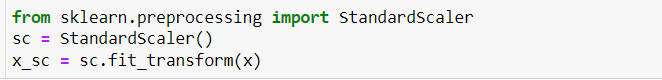 from sklearn.preprocessing import StandardScaler
sc = StandardScaler()
x_sc = sc.fit_transform(x)